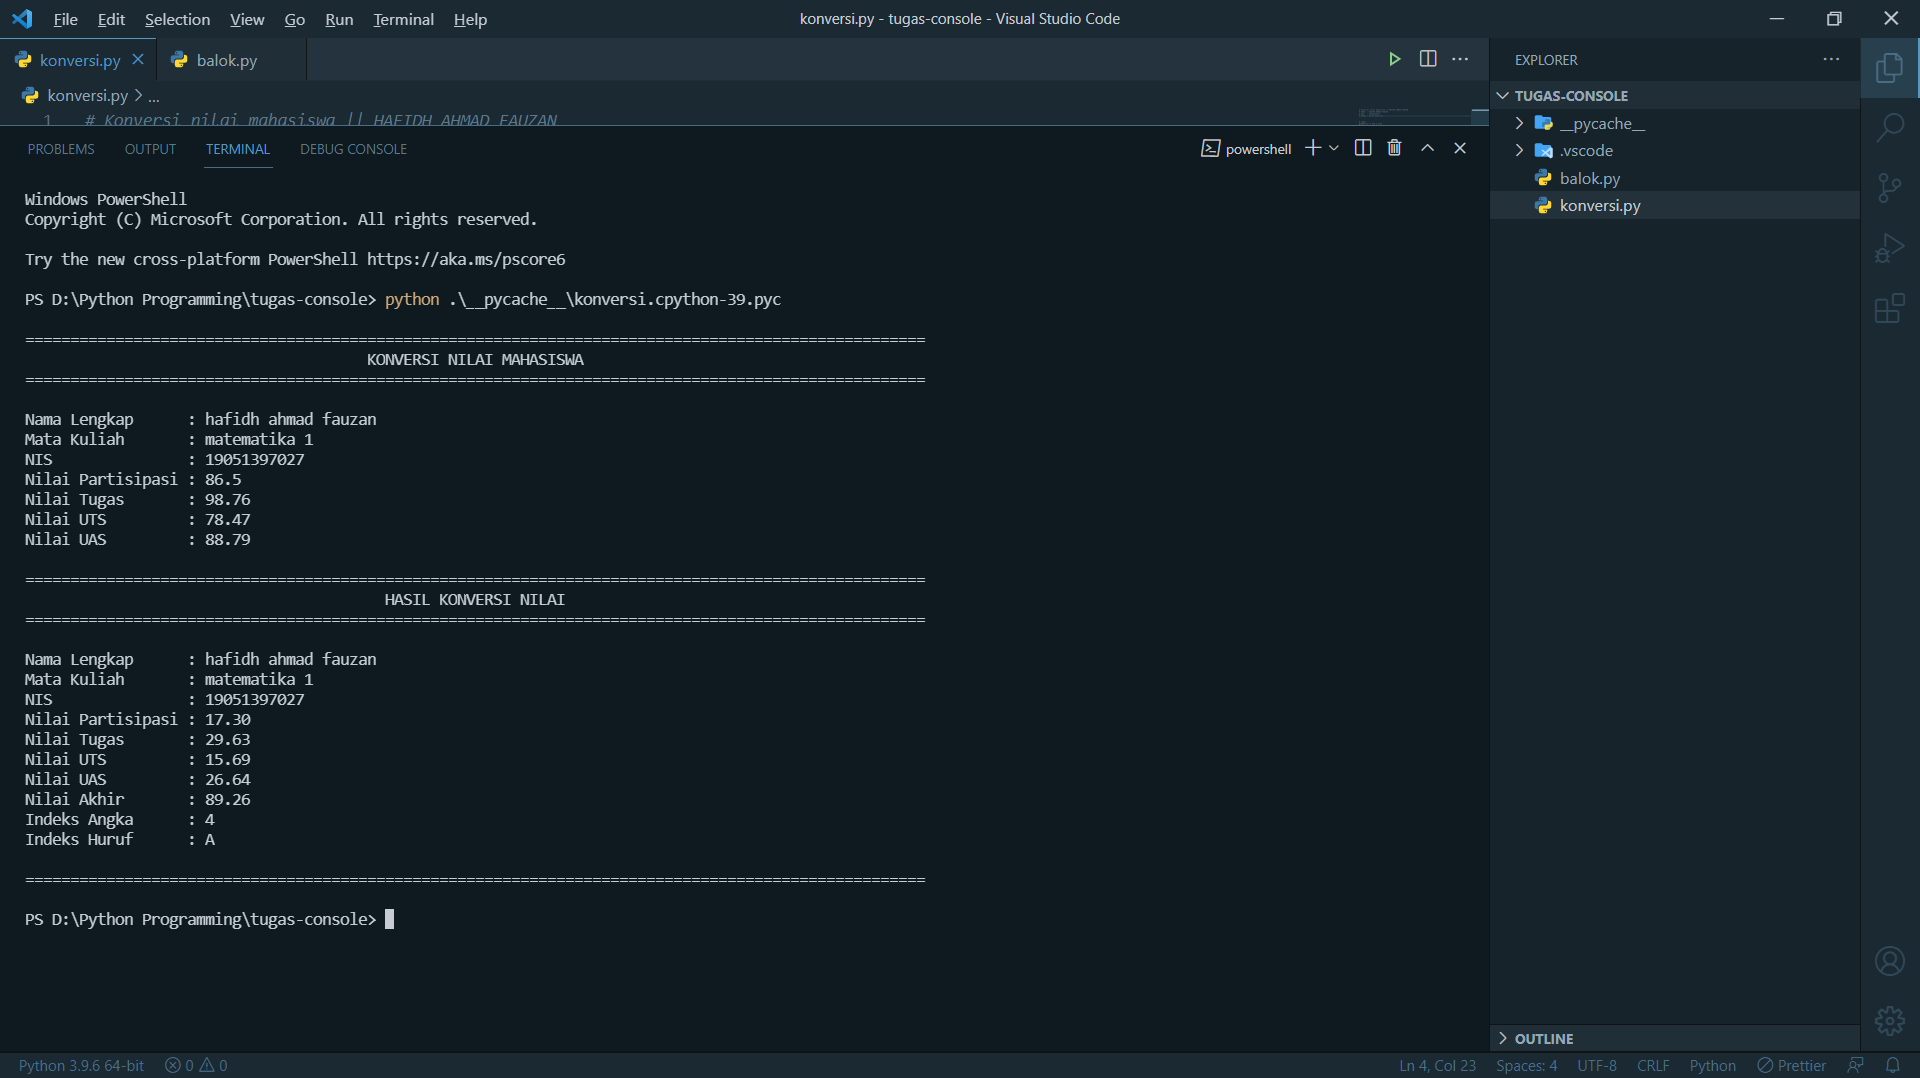 File Edit Selection View Go Run Terminal Help
konversi.py - tugas-console - Visual Studio Code
konversi.py
balok.py
konversi.py > ...
1 # Konversi nilai mahasiswa || HAFIDH AHMAD FAUZAN
PROBLEMS OUTPUT TERMINAL DEBUG CONSOLE
powershell
Windows PowerShell
Copyright (C) Microsoft Corporation. All rights reserved.
Try the new cross-platform PowerShell https://aka.ms/pscore6
PS D:\Python Programming\tugas-console> python .\__pycache__\konversi.cpython-39.pyc
====================================================================================================
KONVERSI NILAI MAHASISWA
====================================================================================================
Nama Lengkap : hafidh ahmad fauzan
Mata Kuliah : matematika 1
NIS : 19051397027
Nilai Partisipasi : 86.5
Nilai Tugas : 98.76
Nilai UTS : 78.47
Nilai UAS : 88.79
====================================================================================================
HASIL KONVERSI NILAI
====================================================================================================
Nama Lengkap : hafidh ahmad fauzan
Mata Kuliah : matematika 1
NIS : 19051397027
Nilai Partisipasi : 17.30
Nilai Tugas : 29.63
Nilai UTS : 15.69
Nilai UAS : 26.64
Nilai Akhir : 89.26
Indeks Angka : 4
Indeks Huruf : A
====================================================================================================
PS D:\Python Programming\tugas-console>
EXPLORER
TUGAS-CONSOLE
__pycache__
.vscode
balok.py
konversi.py
OUTLINE
Python 3.9.6 64-bit 0 0
Ln 4, Col 23 Spaces: 4 UTF-8 CRLF Python Prettier